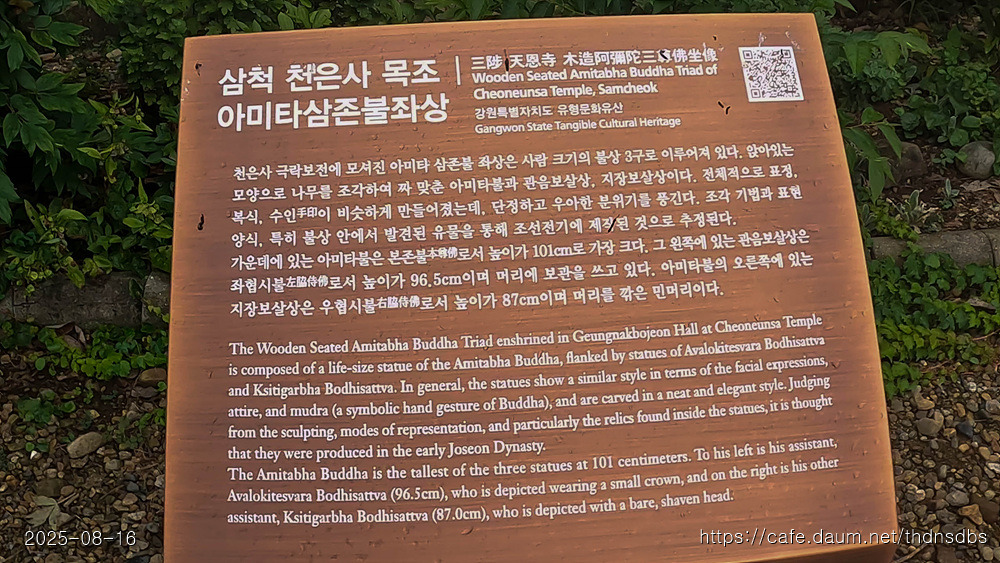 삼척 천은사 목조
아미타삼존불좌상
三陟 天恩寺 木造阿彌陀三尊佛坐像
Wooden Seated Amitabha Buddha Triad of
Cheoneunsa Temple, Samcheok
강원특별자치도 유형문화유산
Gangwon State Tangible Cultural Heritage
천은사 극락보전에 모셔진 아미타 삼존불 좌상은 사람 크기의 불상 3구로 이루어져 있다. 앉아있는
모양으로 나무를 조각하여 짜 맞춘 아미타불과 관음보살상, 지장보살상이다. 전체적으로 표정,
복식, 수인手印이 비슷하게 만들어졌는데, 단정하고 우아한 분위기를 풍긴다. 조각 기법과 표현
양식, 특히 불상 안에서 발견된 유물을 통해 조선전기에 제작된 것으로 추정된다.
가운데에 있는 아미타불은 본존불本尊佛로서 높이가 101cm로 가장 크다. 그 왼쪽에 있는 관음보살상은
좌협시불左脇侍佛로서 높이가 96.5cm이며 머리에 보관을 쓰고 있다. 아미타불의 오른쪽에 있는
지장보살상은 우협시불右脇侍佛로서 높이가 87cm이며 머리를 깎은 민머리이다.
The Wooden Seated Amitabha Buddha Triad enshrined in Geungnakbojeon Hall at Cheoneunsa Temple
is composed of a life-size statue of the Amitabha Buddha, flanked by statues of Avalokitesvara Bodhisattva
and Ksitigarbha Bodhisattva. In general, the statues show a similar style in terms of the facial expressions,
attire, and mudra (a symbolic hand gesture of Buddha), and are carved in a neat and elegant style. Judging
from the sculpting, modes of representation, and particularly the relics found inside the statues, it is thought
that they were produced in the early Joseon Dynasty.
The Amitabha Buddha is the tallest of the three statues at 101 centimeters. To his left is his assistant,
Avalokitesvara Bodhisattva (96.5cm), who is depicted wearing a small crown, and on the right is his other
assistant, Ksitigarbha Bodhisattva (87.0cm), who is depicted with a bare, shaven head.
2025-08-16
https://cafe.daum.net/thdnsdbs